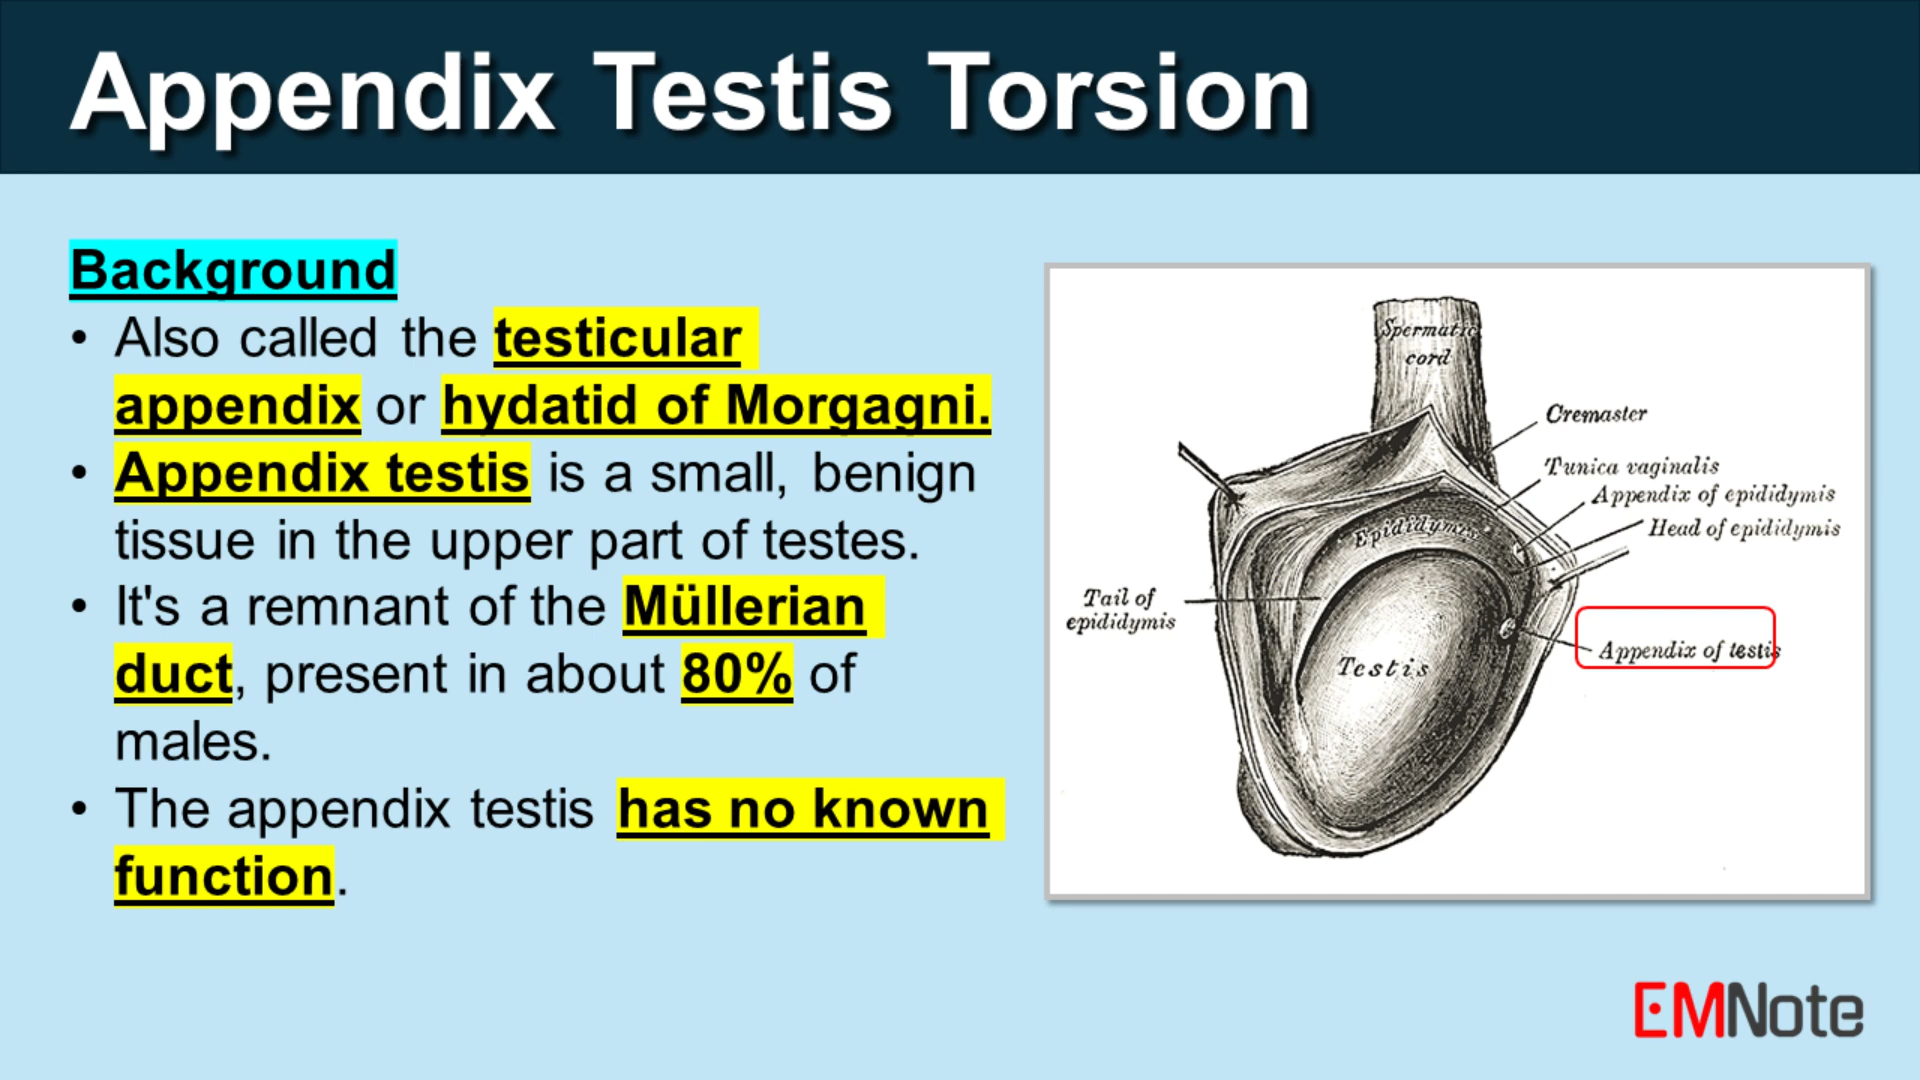 Appendix Testis Torsion
Background
• Also called the testicular
appendix or hydatid of Morgagni.
• Appendix testis is a small, benign
tissue in the upper part of testes.
• It's a remnant of the Müllerian
duct, present in about 80% of
males.
• The appendix testis has no known
function.
Spermatic
cord
Cremaster
Tunica vaginalis
Appendix of epididymis
Head of epididymis
Epididymis
Tail of
epididymis
Appendix of testis
Testis
EMNote